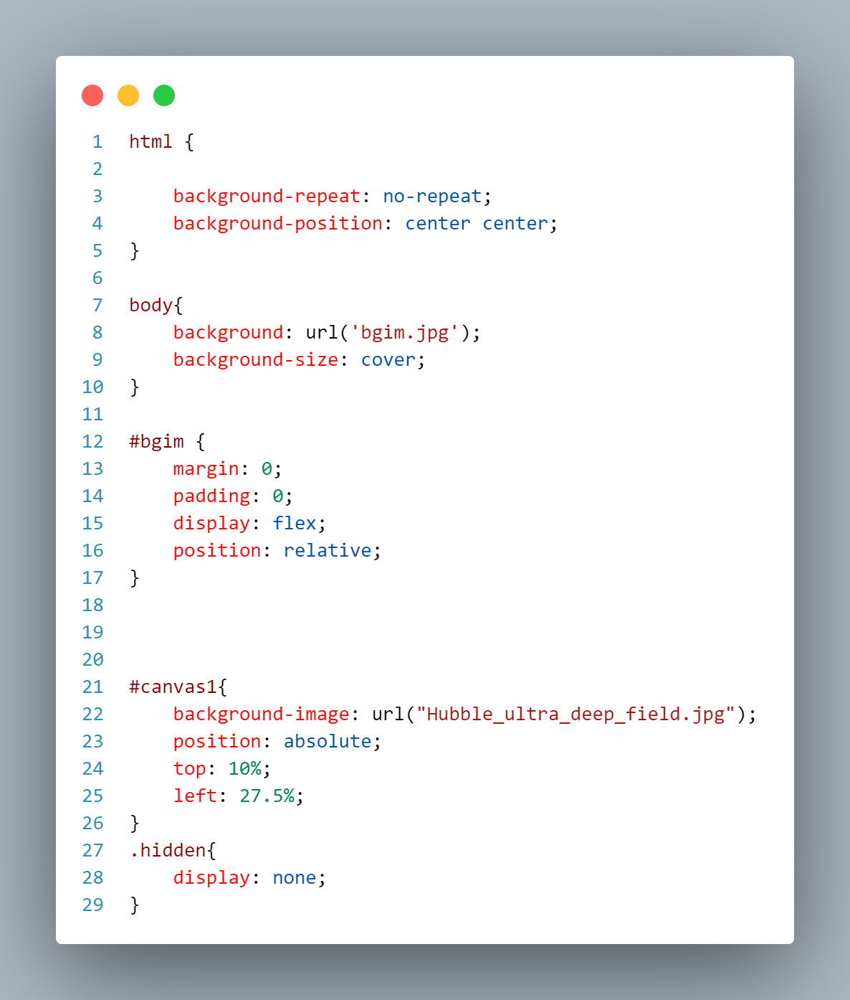 1 html {
2
3     background-repeat: no-repeat;
4     background-position: center center;
5 }
6
7 body{
8     background: url('bgim.jpg');
9     background-size: cover;
10 }
11
12 #bgim {
13     margin: 0;
14     padding: 0;
15     display: flex;
16     position: relative;
17 }
18
19
20
21 #canvas1{
22     background-image: url("Hubble_ultra_deep_field.jpg");
23     position: absolute;
24     top: 10%;
25     left: 27.5%;
26 }
27 .hidden{
28     display: none;
29 }